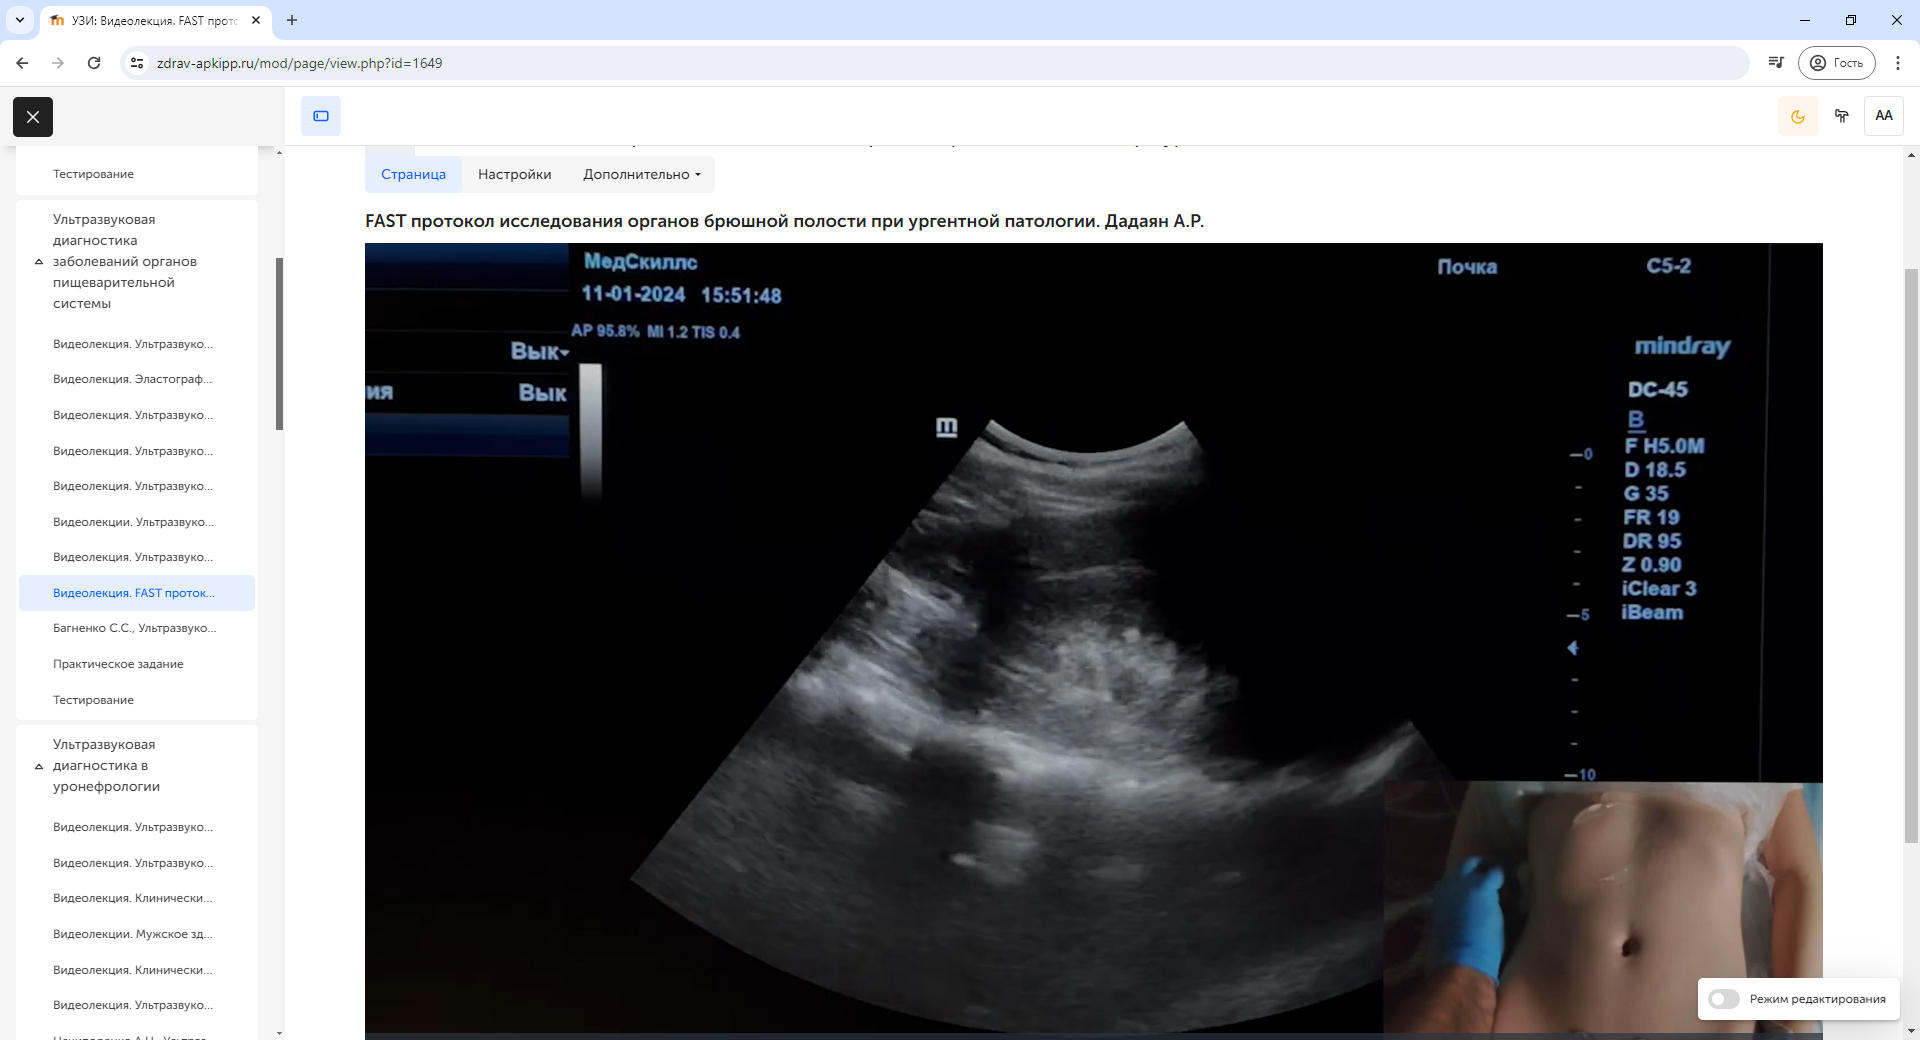 УЗИ: Видеолекция. FAST прото
zdrav-apkipp.ru/mod/page/view.php?id=1649
Гость
AA
Тестирование
Ультразвуковая
диагностика
заболеваний органов
пищеварительной
системы
Видеолекция. Ультразвуко...
Видеолекция. Эластограф...
Видеолекция. Ультразвуко...
Видеолекция. Ультразвуко...
Видеолекция. Ультразвуко...
Видеолекции. Ультразвуко...
Видеолекция. Ультразвуко...
Видеолекция. FAST проток...
Багненко С.С., Ультразвуко...
Практическое задание
Тестирование
Ультразвуковая
диагностика в
уронефрологии
Видеолекция. Ультразвуко...
Видеолекция. Ультразвуко...
Видеолекция. Клинически...
Видеолекции. Мужское зд...
Видеолекция. Клинически...
Видеолекция. Ультразвуко...
Страница Настройки Дополнительно
FAST протокол исследования органов брюшной полости при ургентной патологии. Дадаян А.Р.
МедСкиллс
11-01-2024 15:51:48
AP 95.8% MI 1.2 TIS 0.4
Вык
ия Вык
m
Почка C5-2
mindray
DC-45
B
F H5.0M
D 18.5
G 35
FR 19
DR 95
Z 0.90
iClear 3
iBeam
0
5
10
Режим редактирования